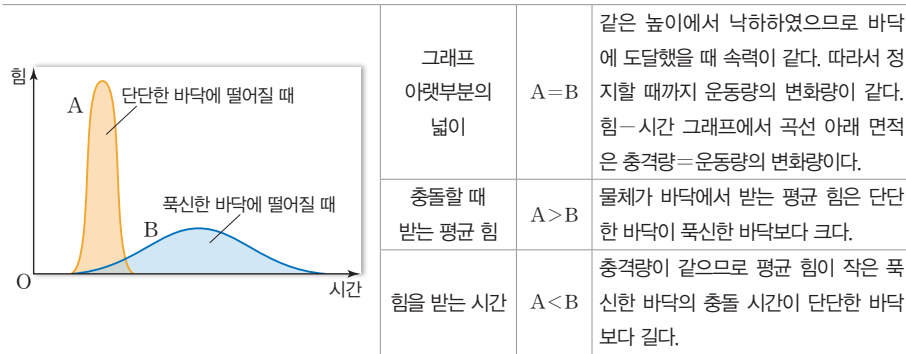 힘
A
단단한 바닥에 떨어질 때
푹신한 바닥에 떨어질 때
B
O
시간
그래프
아랫부분의
넓이
A=B
같은 높이에서 낙하하였으므로 바닥
에 도달했을 때 속력이 같다. 따라서 정
지할 때까지 운동량의 변화량이 같다.
힘-시간 그래프에서 곡선 아래 면적
은 충격량=운동량의 변화량이다.
충돌할 때
받는 평균 힘
A>B
물체가 바닥에서 받는 평균 힘은 단단
한 바닥이 푹신한 바닥보다 크다.
힘을 받는 시간
A<B
충격량이 같으므로 평균 힘이 작은 푹
신한 바닥의 충돌 시간이 단단한 바닥
보다 길다.